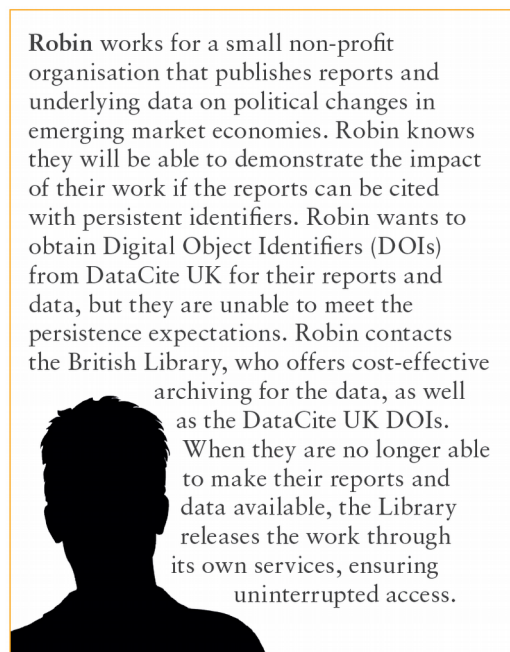 Robin works for a small non-profit
organisation that publishes reports and
underlying data on political changes in
emerging market economies. Robin knows
they will be able to demonstrate the impact
of their work if the reports can be cited
with persistent identifiers. Robin wants to
obtain Digital Object Identifiers (DOIs)
from DataCite UK for their reports and
data, but they are unable to meet the
persistence expectations. Robin contacts
the British Library, who offers cost-effective
archiving for the data, as well
as the DataCite UK DOIs.
When they are no longer able
to make their reports and
data available, the Library
releases the work through
its own services, ensuring
uninterrupted access.